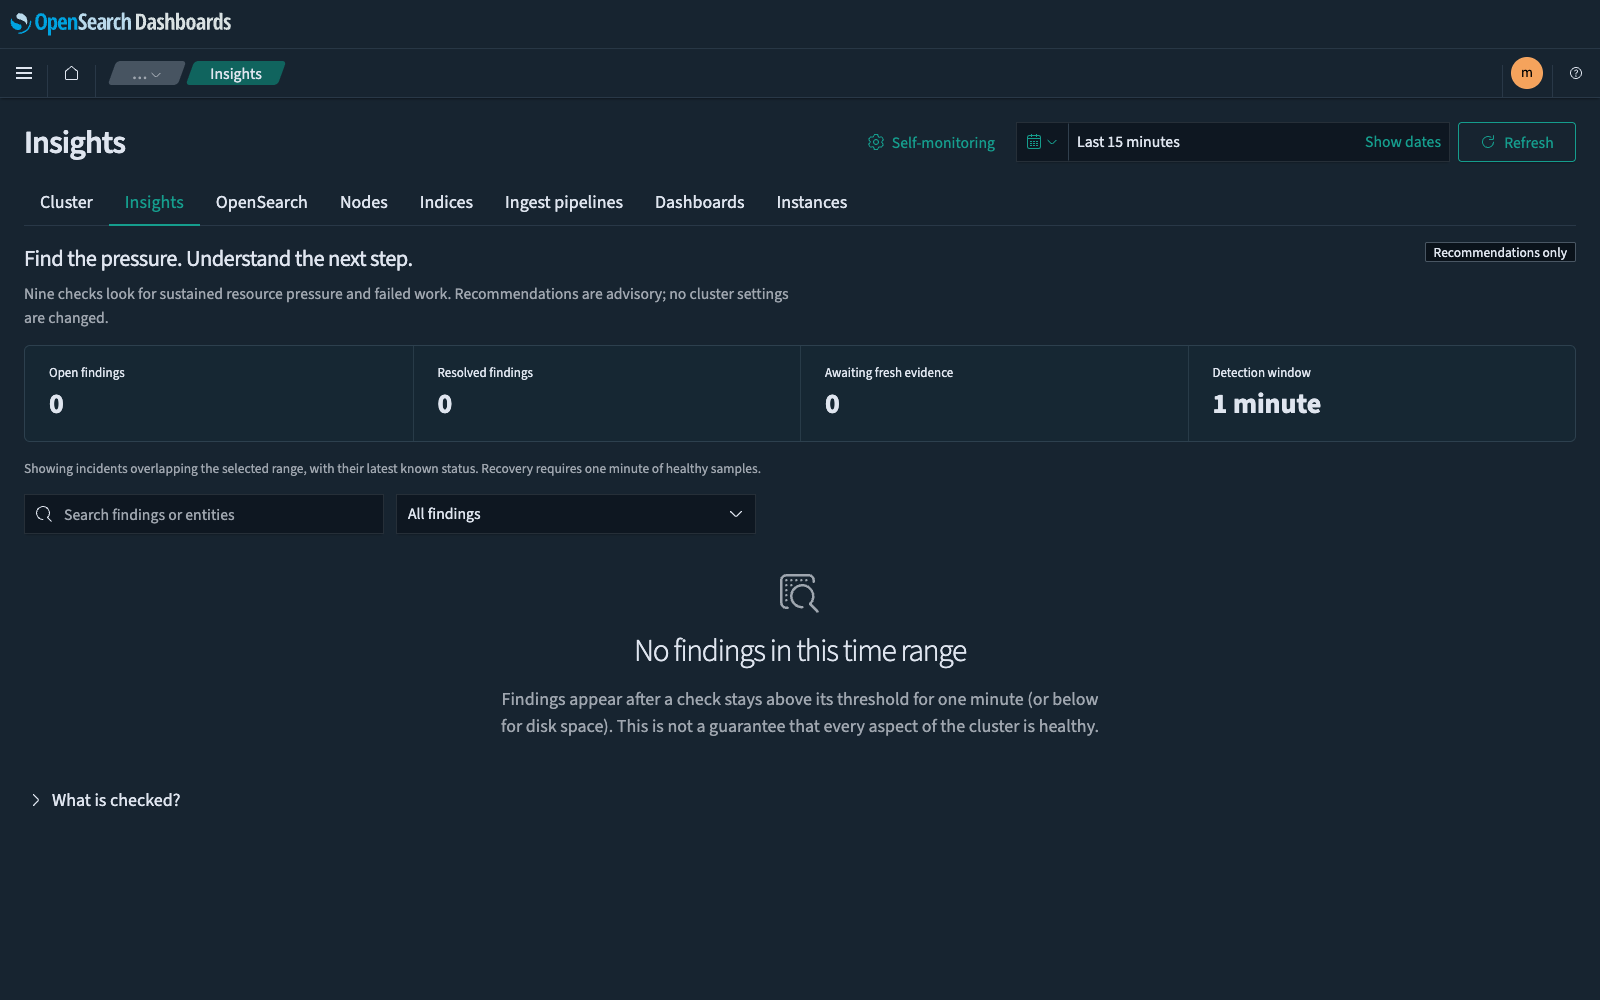 OpenSearch Dashboards
...
Insights
m
Insights
Self-monitoring
Last 15 minutes
Show dates
Refresh
Cluster
Insights
OpenSearch
Nodes
Indices
Ingest pipelines
Dashboards
Instances
Find the pressure. Understand the next step.
Recommendations only
Nine checks look for sustained resource pressure and failed work. Recommendations are advisory; no cluster settings
are changed.
Open findings
0
Resolved findings
0
Awaiting fresh evidence
0
Detection window
1 minute
Showing incidents overlapping the selected range, with their latest known status. Recovery requires one minute of healthy samples.
Search findings or entities
All findings
No findings in this time range
Findings appear after a check stays above its threshold for one minute (or below
for disk space). This is not a guarantee that every aspect of the cluster is healthy.
What is checked?